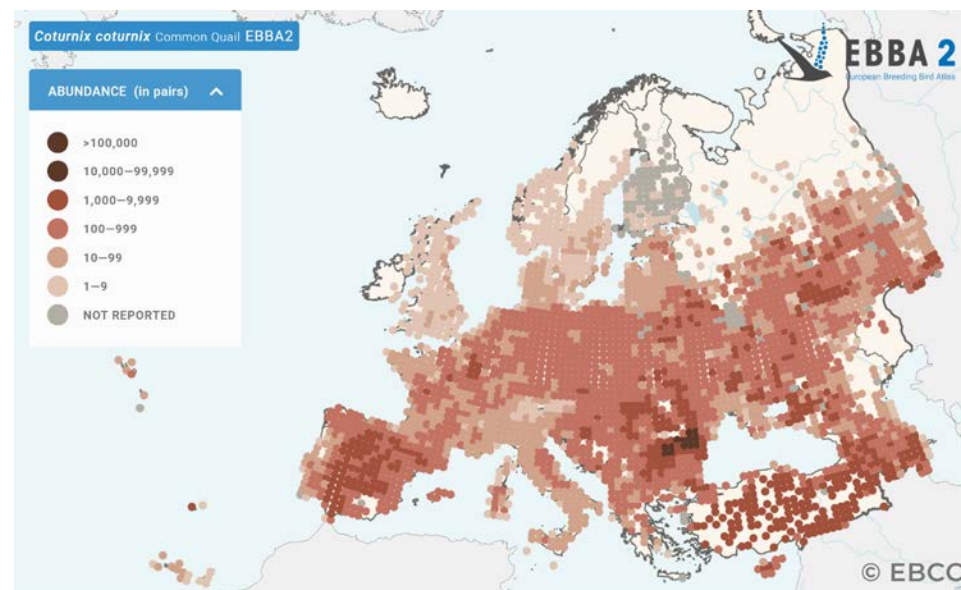 Coturnix coturnix Common Quail EBBA2
EBBA 2
European Breeding Bird Atlas
ABUNDANCE (in pairs)
>100,000
10,000—99,999
1,000—9,999
100—999
10—99
1—9
NOT REPORTED
© EBCC